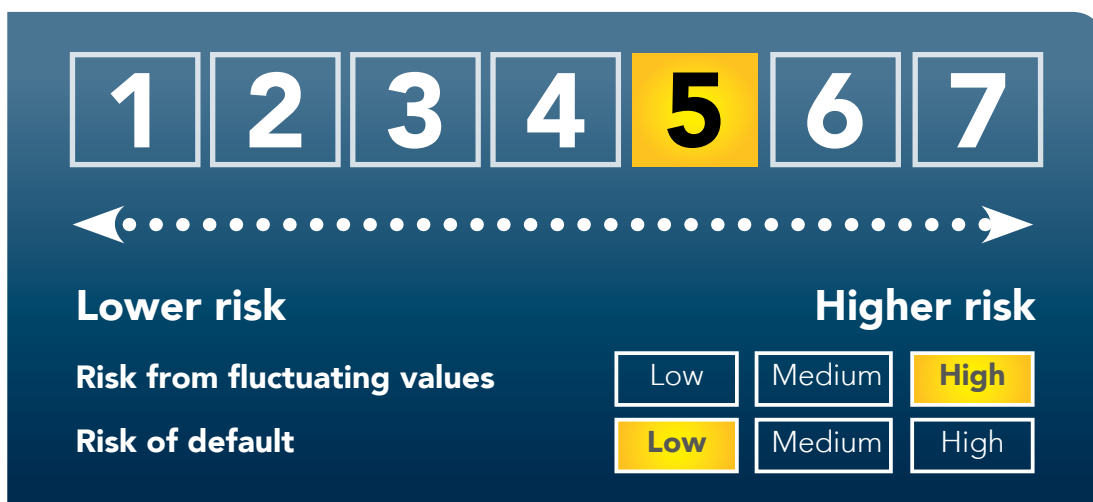 1 2 3 4 5 6 7
Lower risk Higher risk
Risk from fluctuating values Low Medium High
Risk of default Low Medium High